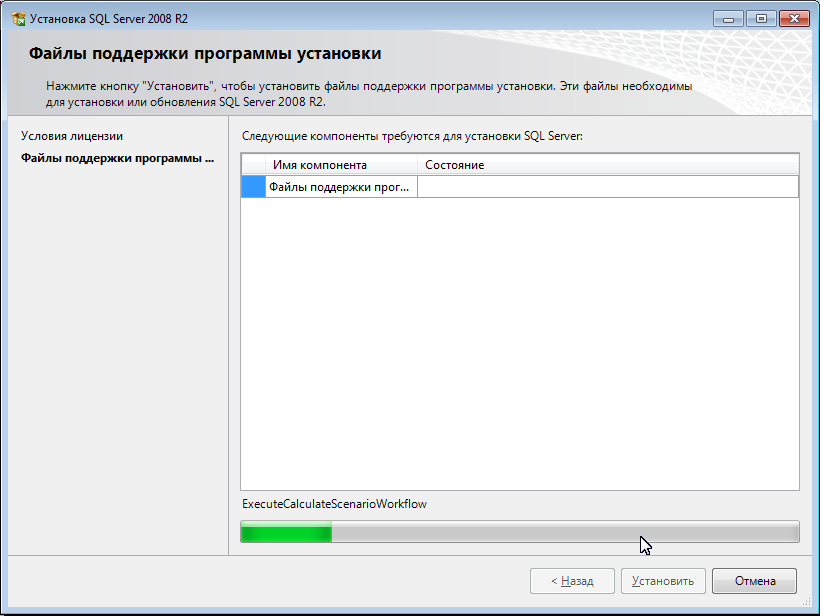 Установка SQL Server 2008 R2
Файлы поддержки программы установки
Нажмите кнопку "Установить", чтобы установить файлы поддержки программы установки. Эти файлы необходимы
для установки или обновления SQL Server 2008 R2.
Условия лицензии
Файлы поддержки программы ...
Следующие компоненты требуются для установки SQL Server:
Имя компонента Состояние
Файлы поддержки прог...
ExecuteCalculateScenarioWorkflow
< Назад Установить Отмена